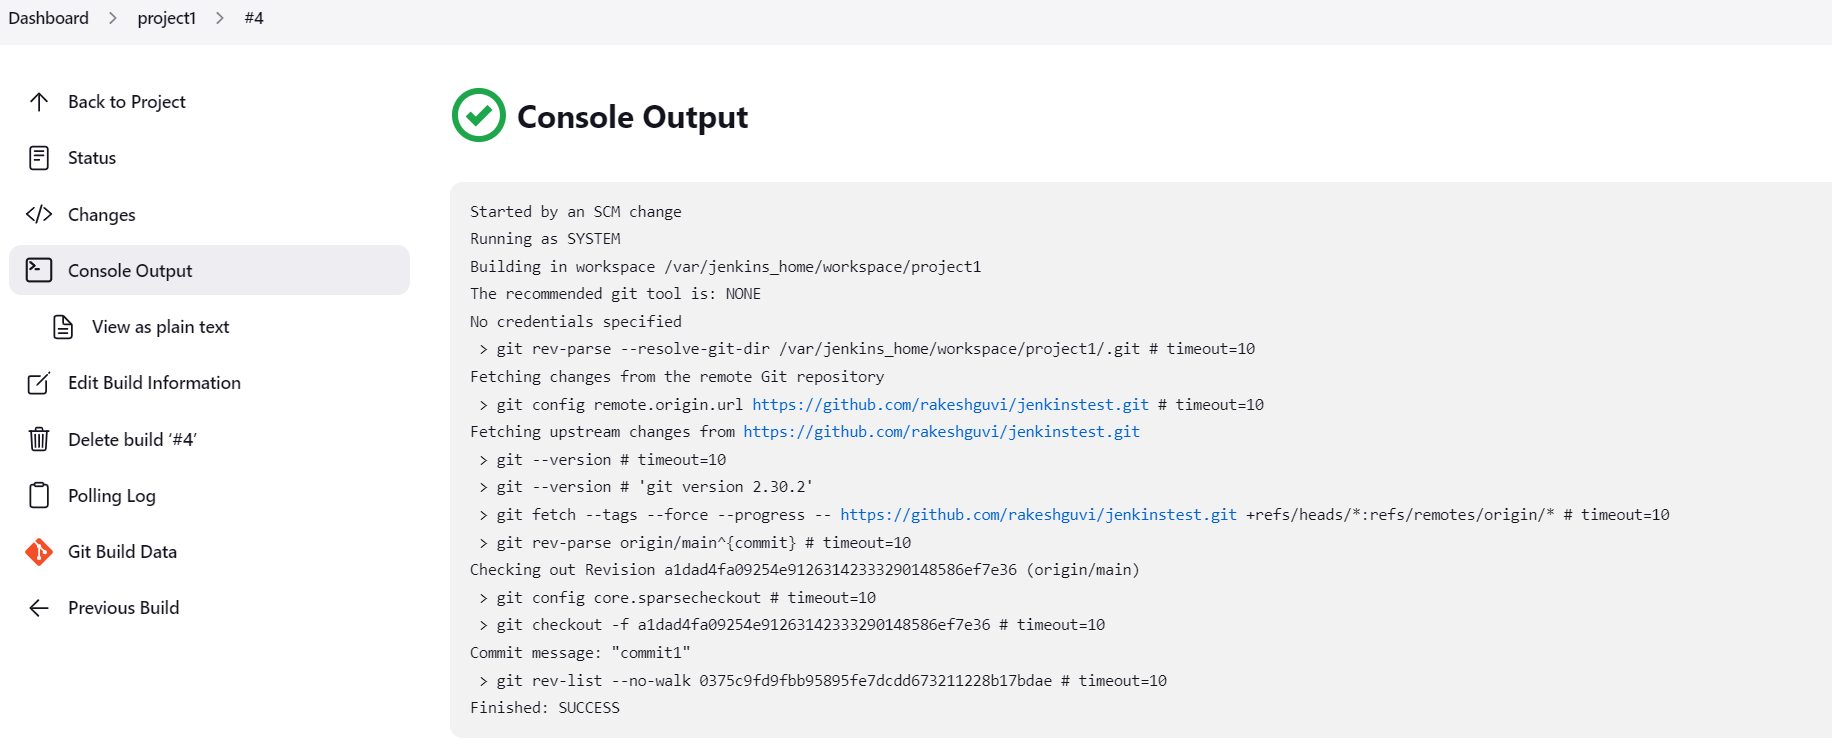 Dashboard > project1 > #4
Back to Project
Status
Changes
Console Output
View as plain text
Edit Build Information
Delete build ‘#4’
Polling Log
Git Build Data
Previous Build
Console Output
Started by an SCM change
Running as SYSTEM
Building in workspace /var/jenkins_home/workspace/project1
The recommended git tool is: NONE
No credentials specified
 > git rev-parse --resolve-git-dir /var/jenkins_home/workspace/project1/.git # timeout=10
Fetching changes from the remote Git repository
 > git config remote.origin.url https://github.com/rakeshguvi/jenkinstest.git # timeout=10
Fetching upstream changes from https://github.com/rakeshguvi/jenkinstest.git
 > git --version # timeout=10
 > git --version # 'git version 2.30.2'
 > git fetch --tags --force --progress -- https://github.com/rakeshguvi/jenkinstest.git +refs/heads/*:refs/remotes/origin/* # timeout=10
 > git rev-parse origin/main^{commit} # timeout=10
Checking out Revision a1dad4fa09254e91263142333290148586ef7e36 (origin/main)
 > git config core.sparsecheckout # timeout=10
 > git checkout -f a1dad4fa09254e91263142333290148586ef7e36 # timeout=10
Commit message: "commit1"
 > git rev-list --no-walk 0375c9fd9fbb95895fe7dcdd673211228b17bdae # timeout=10
Finished: SUCCESS